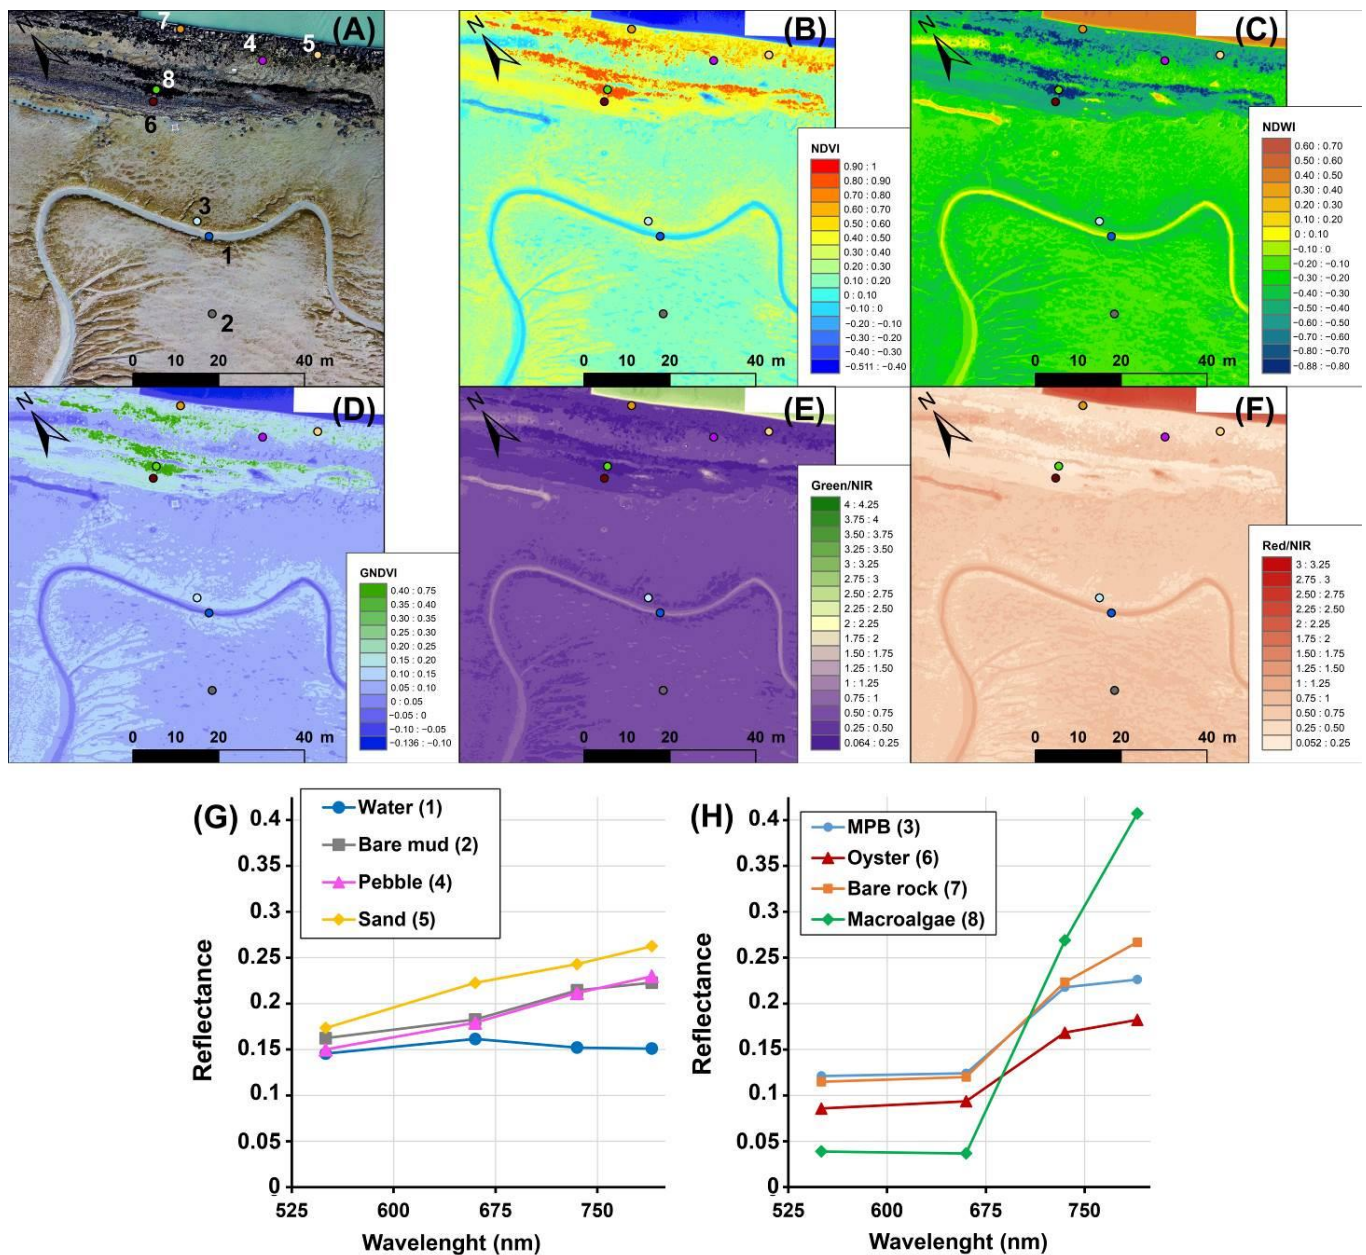 (A)
N
7
4
5
8
6
3
1
2
0 10 20 40 m
(B)
N
NDVI
0.90 : 1
0.80 : 0.90
0.70 : 0.80
0.60 : 0.70
0.50 : 0.60
0.40 : 0.50
0.30 : 0.40
0.20 : 0.30
0.10 : 0.20
0 : 0.10
−0.10 : 0
−0.20 : −0.10
−0.30 : −0.20
−0.40 : −0.30
−0.511 : −0.40
0 10 20 40 m
(C)
N
NDWI
0.60 : 0.70
0.50 : 0.60
0.40 : 0.50
0.30 : 0.40
0.20 : 0.30
0.10 : 0.20
0 : 0.10
−0.10 : 0
−0.20 : −0.10
−0.30 : −0.20
−0.40 : −0.30
−0.50 : −0.40
−0.60 : −0.50
−0.70 : −0.60
−0.80 : −0.70
−0.88 : −0.80
0 10 20 40 m
(D)
N
GNDVI
0.40 : 0.75
0.35 : 0.40
0.30 : 0.35
0.25 : 0.30
0.20 : 0.25
0.15 : 0.20
0.10 : 0.15
0.05 : 0.10
0 : 0.05
−0.05 : 0
−0.10 : −0.05
−0.136 : −0.10
0 10 20 40 m
(E)
N
Green/NIR
4 : 4.25
3.75 : 4
3.50 : 3.75
3.25 : 3.50
3 : 3.25
2.75 : 3
2.50 : 2.75
2.25 : 2.50
2 : 2.25
1.75 : 2
1.50 : 1.75
1.25 : 1.50
1 : 1.25
0.75 : 1
0.50 : 0.75
0.25 : 0.50
0.064 : 0.25
0 10 20 40 m
(F)
N
Red/NIR
3 : 3.25
2.75 : 3
2.50 : 2.75
2.25 : 2.50
2 : 2.25
1.75 : 2
1.50 : 1.75
1.25 : 1.50
1 : 1.25
0.75 : 1
0.50 : 0.75
0.25 : 0.50
0.052 : 0.25
0 10 20 40 m
(G)
Water (1)
Bare mud (2)
Pebble (4)
Sand (5)
0.4
0.35
0.3
0.25
0.2
0.15
0.1
0.05
0
Reflectance
525 600 675 750
Wavelenght (nm)
(H)
MPB (3)
Oyster (6)
Bare rock (7)
Macroalgae (8)
0.4
0.35
0.3
0.25
0.2
0.15
0.1
0.05
0
Reflectance
525 600 675 750
Wavelenght (nm)